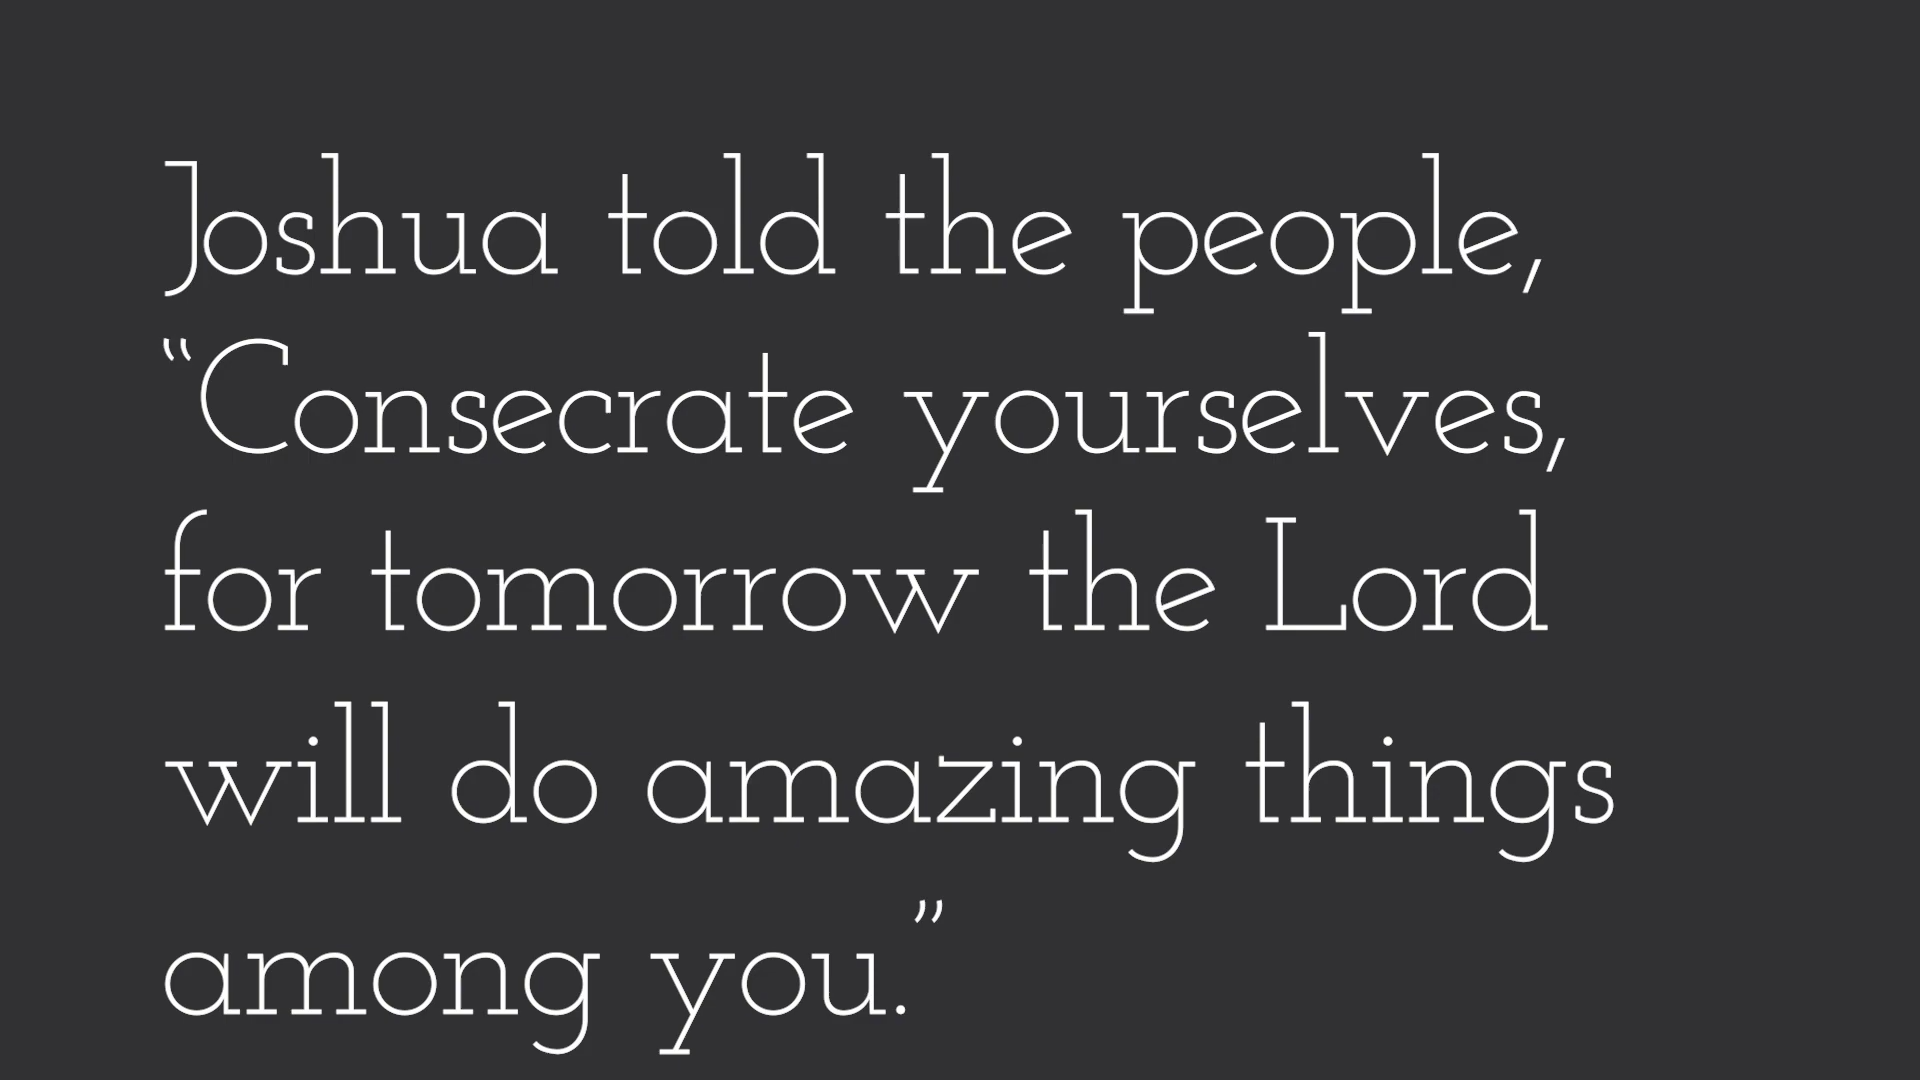 Joshua told the people,
“Consecrate yourselves,
for tomorrow the Lord
will do amazing things
among you.”